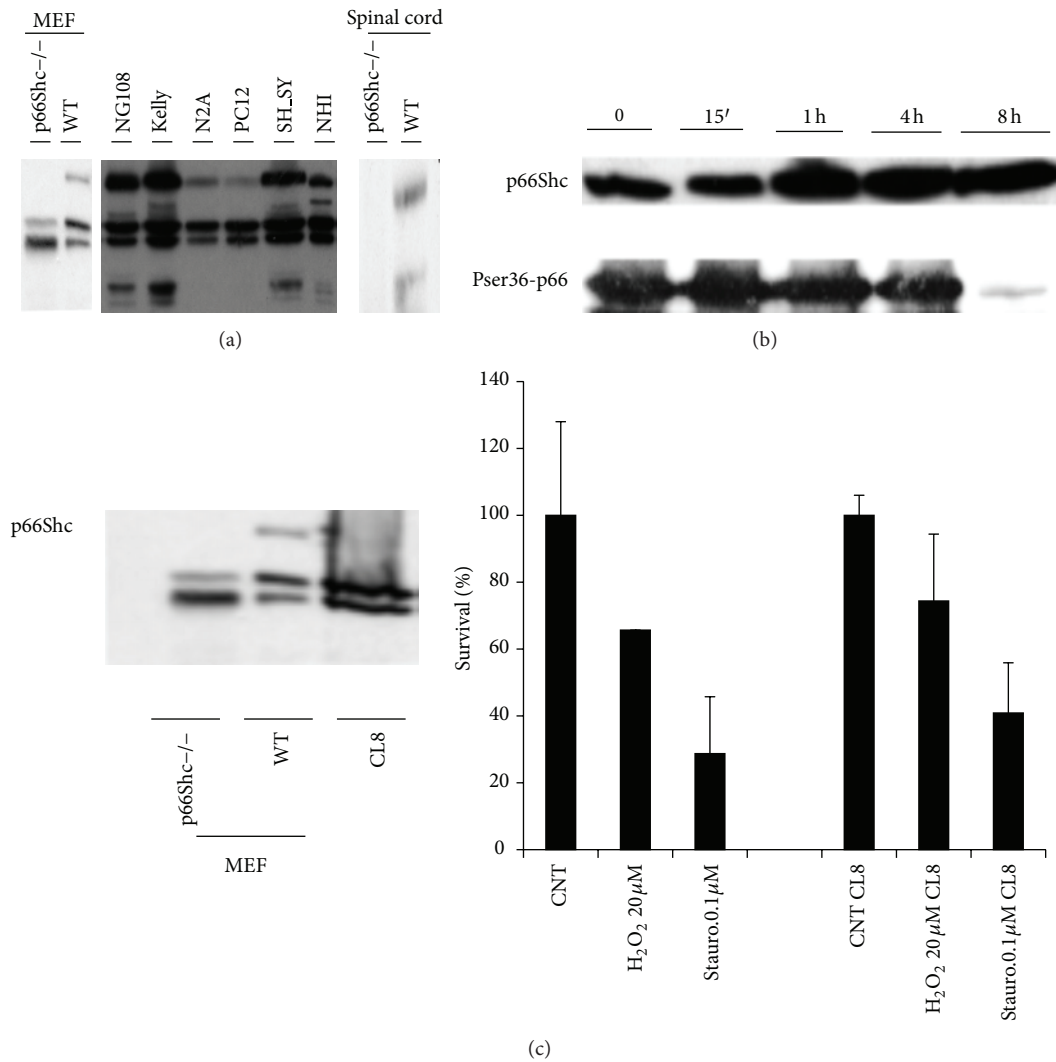 MEF
Spinal cord
p66Shc−/−
WT
NG108
Kelly
N2A
PC12
SH_SY
NHI
p66Shc−/−
WT
(a)
0 15′ 1 h 4 h 8 h
p66Shc
Pser36-p66
(b)
p66Shc
p66Shc−/−
WT
CL8
MEF
140
120
100
80
60
40
20
0
Survival (%)
CNT
H₂O₂ 20 μM
Stauro.0.1 μM
CNT CL8
H₂O₂ 20 μM CL8
Stauro.0.1 μM CL8
(c)